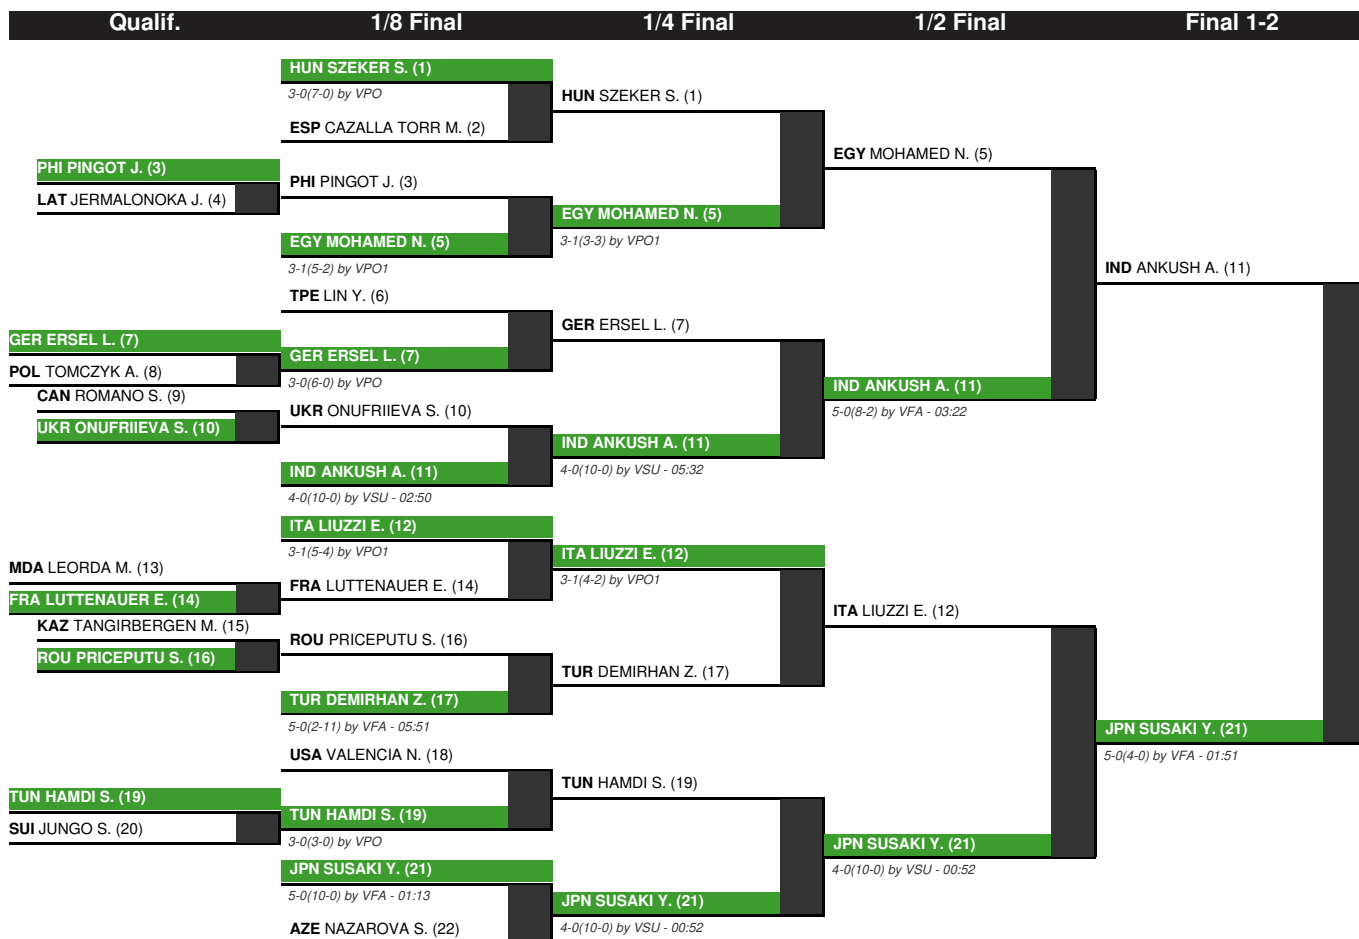 Qualif.
1/8 Final
1/4 Final
1/2 Final
Final 1-2
PHI PINGOT J. (3)
LAT JERMALONOKA J. (4)
GER ERSEL L. (7)
POL TOMCZYK A. (8)
CAN ROMANO S. (9)
UKR ONUFRIIEVA S. (10)
MDA LEORDA M. (13)
FRA LUTTENAUER E. (14)
KAZ TANGIRBERGEN M. (15)
ROU PRICEPUTU S. (16)
TUN HAMDI S. (19)
SUI JUNGO S. (20)
HUN SZEKER S. (1)
3-0(7-0) by VPO
ESP CAZALLA TORR M. (2)
PHI PINGOT J. (3)
EGY MOHAMED N. (5)
3-1(5-2) by VPO1
TPE LIN Y. (6)
GER ERSEL L. (7)
3-0(6-0) by VPO
UKR ONUFRIIEVA S. (10)
IND ANKUSH A. (11)
4-0(10-0) by VSU - 02:50
ITA LIUZZI E. (12)
3-1(5-4) by VPO1
FRA LUTTENAUER E. (14)
ROU PRICEPUTU S. (16)
TUR DEMIRHAN Z. (17)
5-0(2-11) by VFA - 05:51
USA VALENCIA N. (18)
TUN HAMDI S. (19)
3-0(3-0) by VPO
JPN SUSAKI Y. (21)
5-0(10-0) by VFA - 01:13
AZE NAZAROVA S. (22)
HUN SZEKER S. (1)
EGY MOHAMED N. (5)
3-1(3-3) by VPO1
GER ERSEL L. (7)
IND ANKUSH A. (11)
4-0(10-0) by VSU - 05:32
ITA LIUZZI E. (12)
3-1(4-2) by VPO1
TUR DEMIRHAN Z. (17)
TUN HAMDI S. (19)
JPN SUSAKI Y. (21)
4-0(10-0) by VSU - 00:52
EGY MOHAMED N. (5)
IND ANKUSH A. (11)
5-0(8-2) by VFA - 03:22
ITA LIUZZI E. (12)
JPN SUSAKI Y. (21)
4-0(10-0) by VSU - 00:52
IND ANKUSH A. (11)
JPN SUSAKI Y. (21)
5-0(4-0) by VFA - 01:51